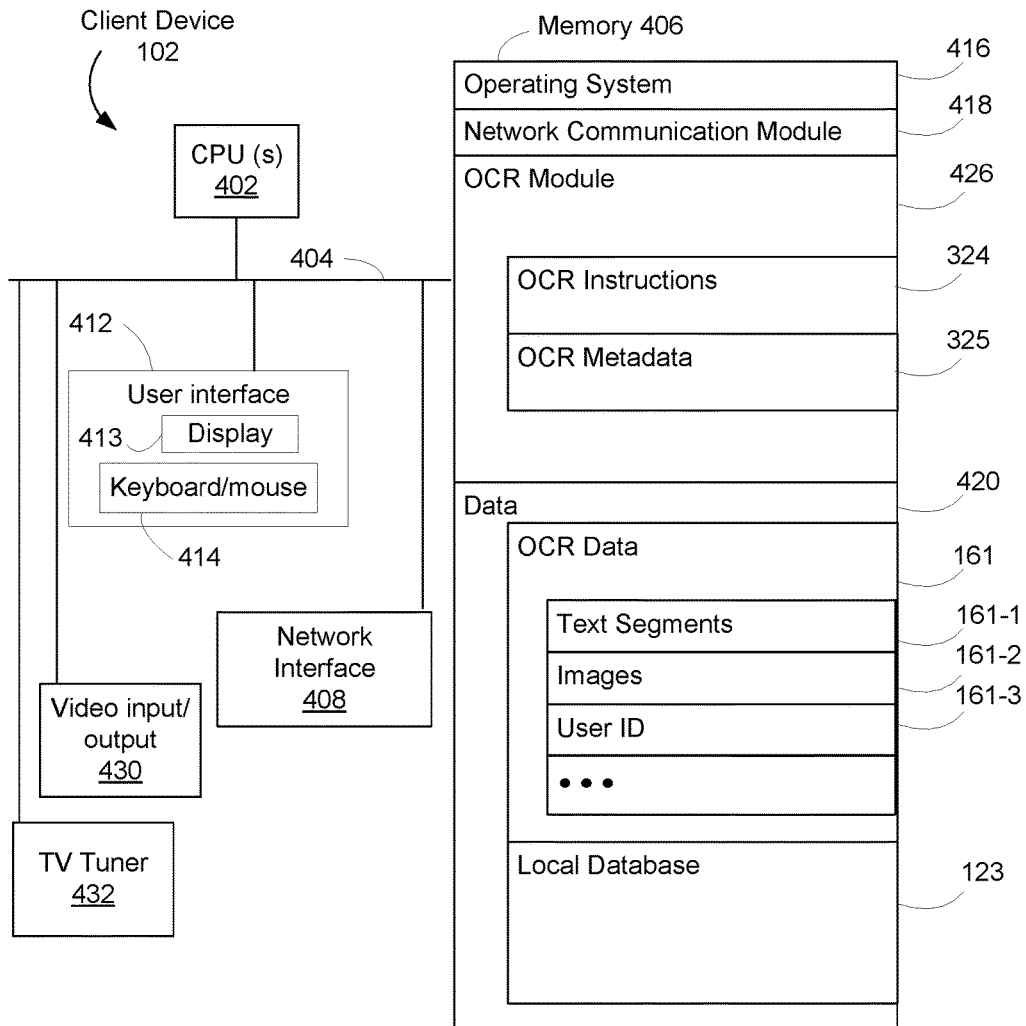 Client Device
102
Memory 406
416
Operating System
418
Network Communication Module
CPU (s)
402
OCR Module
426
404
324
OCR Instructions
412
325
OCR Metadata
User interface
413
Display
Keyboard/mouse
414
420
Data
OCR Data
161
Text Segments
161-1
Images
161-2
User ID
161-3
• • •
Network
Interface
408
Video input/
output
430
TV Tuner
432
Local Database
123